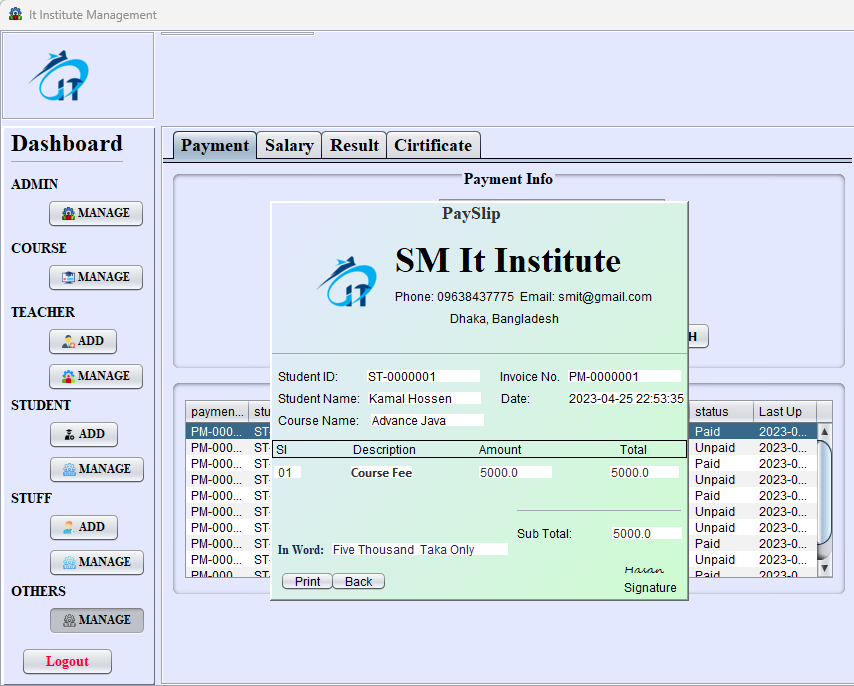 It Institute Management
IT
Dashboard
ADMIN
MANAGE
COURSE
MANAGE
TEACHER
ADD
MANAGE
STUDENT
ADD
MANAGE
STUFF
ADD
MANAGE
OTHERS
MANAGE
Logout
Payment Salary Result Cirtificate
Payment Info
H
PaySlip
IT
SM It Institute
Phone: 09638437775 Email: smit@gmail.com
Dhaka, Bangladesh
Student ID: ST-0000001 Invoice No. PM-0000001
Student Name: Kamal Hossen Date: 2023-04-25 22:53:35
Course Name: Advance Java
Sl Description Amount Total
01 Course Fee 5000.0 5000.0
Sub Total: 5000.0
In Word: Five Thousand Taka Only
Print Back
Signature
paymen... stu status Last Up
PM-000... ST- Paid 2023-0...
PM-000... ST- Unpaid 2023-0...
PM-000... ST- Paid 2023-0...
PM-000... ST- Unpaid 2023-0...
PM-000... ST- Paid 2023-0...
PM-000... ST- Unpaid 2023-0...
PM-000... ST- Unpaid 2023-0...
PM-000... ST- Paid 2023-0...
PM-000... ST- Unpaid 2023-0...
PM-000... ST- Paid 2023-0...